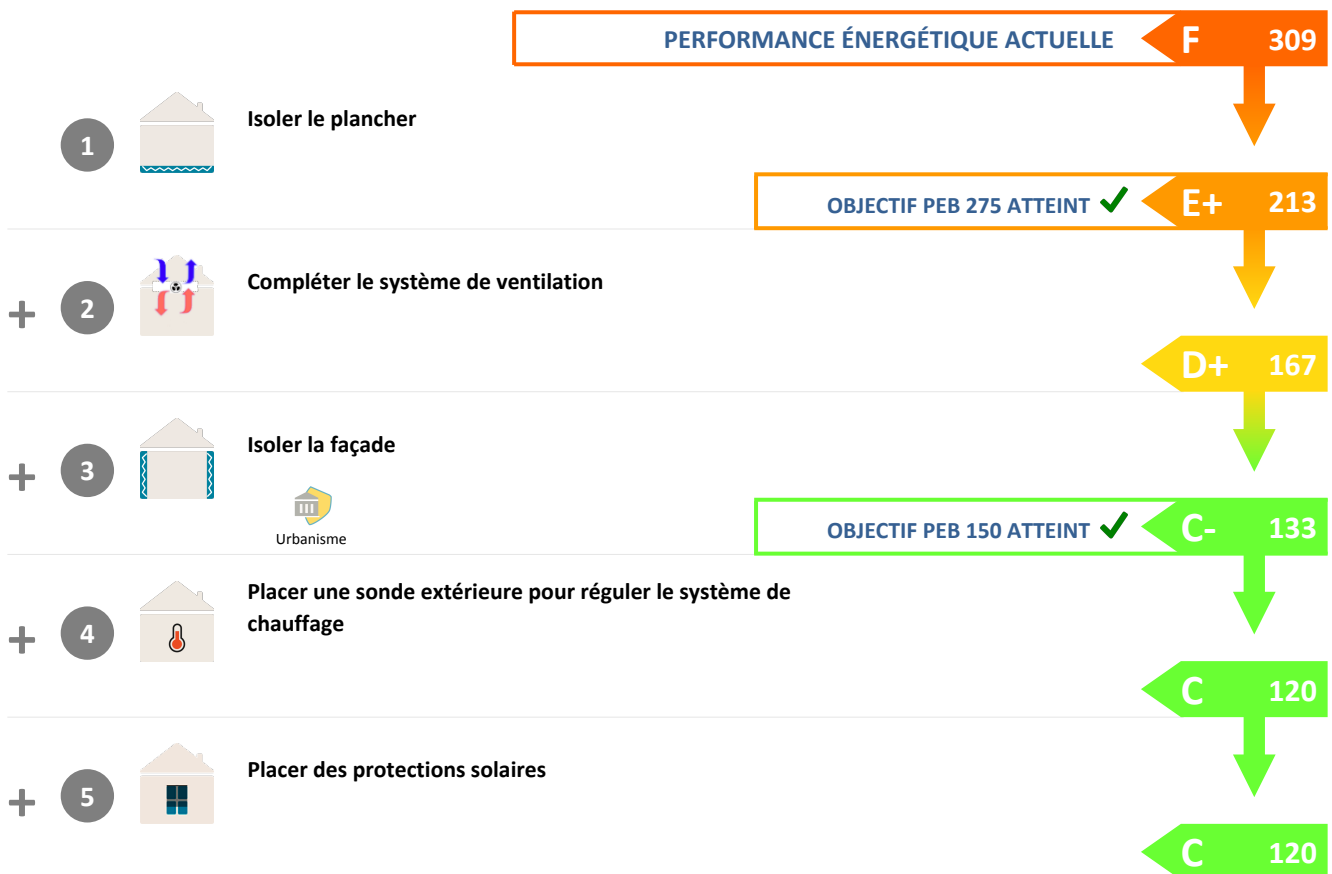 PERFORMANCE ÉNERGÉTIQUE ACTUELLE F 309
1 Isoler le plancher
OBJECTIF PEB 275 ATTEINT ✔ E+ 213
+ 2 Compléter le système de ventilation
D+ 167
+ 3 Isoler la façade
Urbanisme
OBJECTIF PEB 150 ATTEINT ✔ C- 133
+ 4 Placer une sonde extérieure pour réguler le système de
chauffage
C 120
+ 5 Placer des protections solaires
C 120